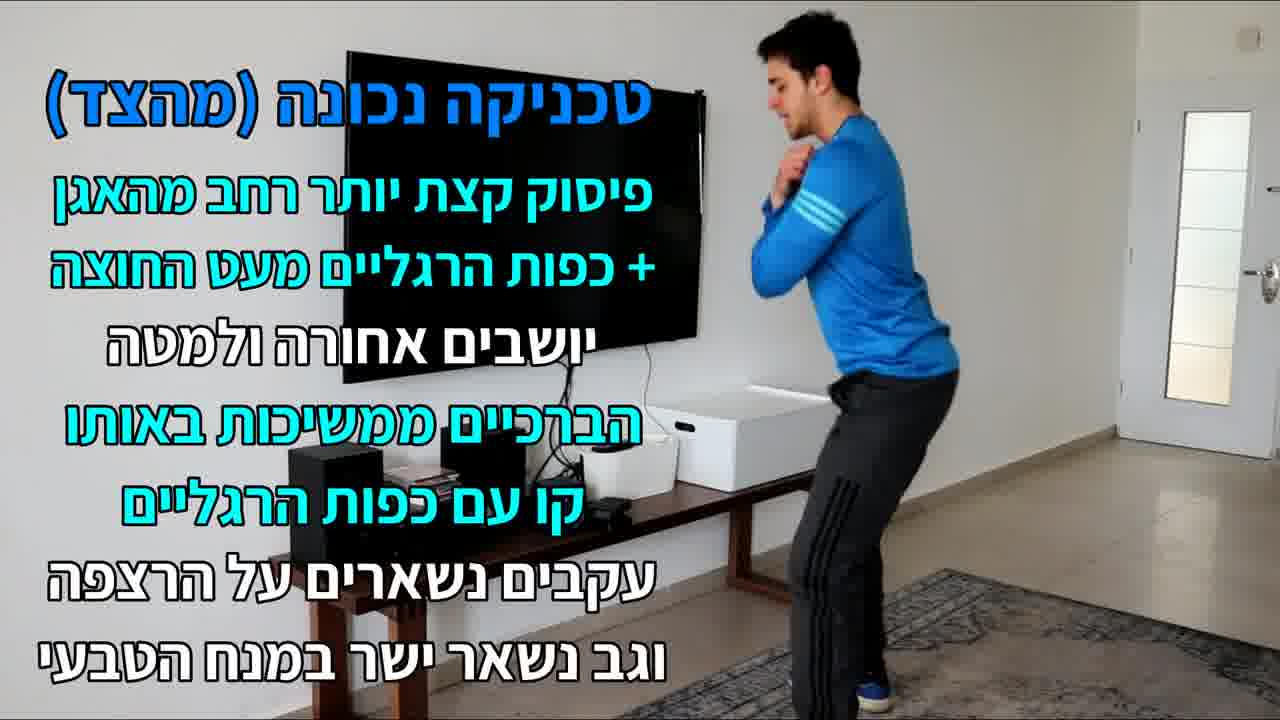 טכניקה נכונה (מהצד)
פיסוק קצת יותר רחב מהאגן
+ כפות הרגליים מעט החוצה
יושבים אחורה ולמטה
הברכיים ממשיכות באותו
קו עם כפות הרגליים
עקבים נשארים על הרצפה
וגב נשאר ישר במנח הטבעי